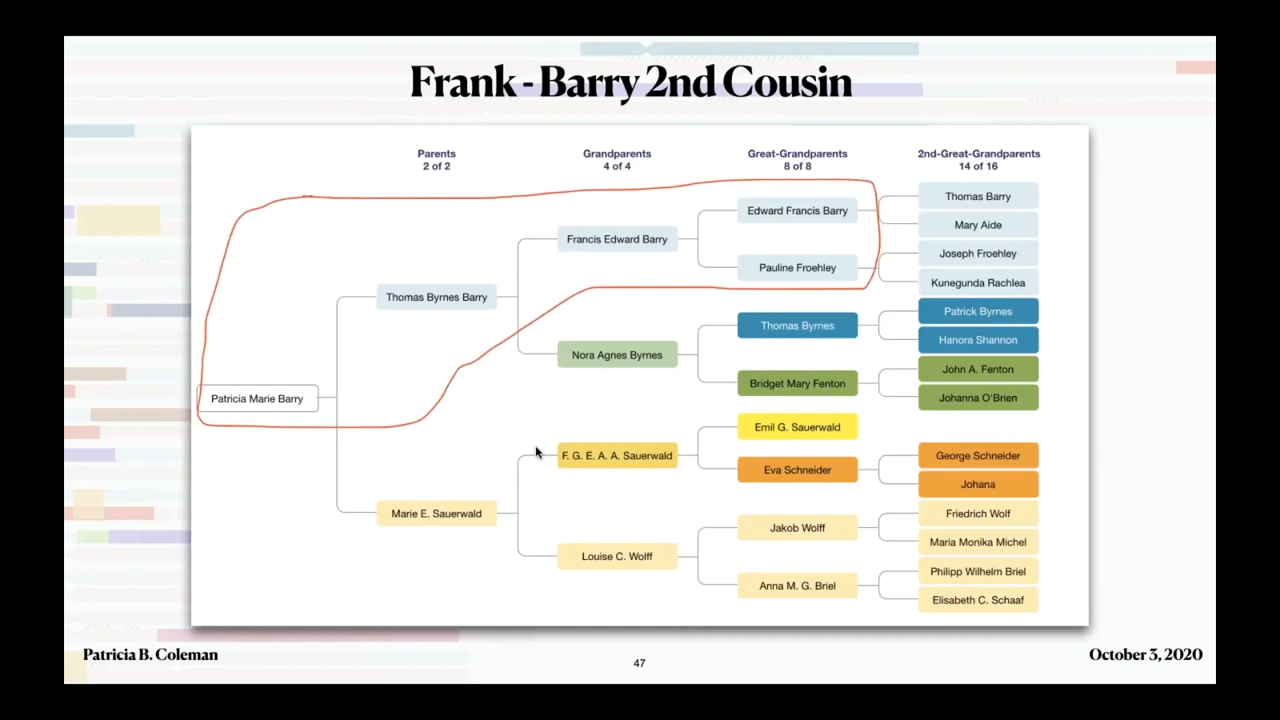 Frank - Barry 2nd Cousin
Parents
2 of 2
Grandparents
4 of 4
Great-Grandparents
8 of 8
2nd-Great-Grandparents
14 of 16
Patricia Marie Barry
Thomas Byrnes Barry
Marie E. Sauerwald
Francis Edward Barry
Nora Agnes Byrnes
F. G. E. A. A. Sauerwald
Louise C. Wolff
Edward Francis Barry
Pauline Froehley
Thomas Byrnes
Bridget Mary Fenton
Emil G. Sauerwald
Eva Schneider
Jakob Wolff
Anna M. G. Briel
Thomas Barry
Mary Aide
Joseph Froehley
Kunegunda Rachlea
Patrick Byrnes
Hanora Shannon
John A. Fenton
Johanna O'Brien
George Schneider
Johana
Friedrich Wolf
Maria Monika Michel
Philipp Wilhelm Briel
Elisabeth C. Schaaf
Patricia B. Coleman
47
October 3, 2020